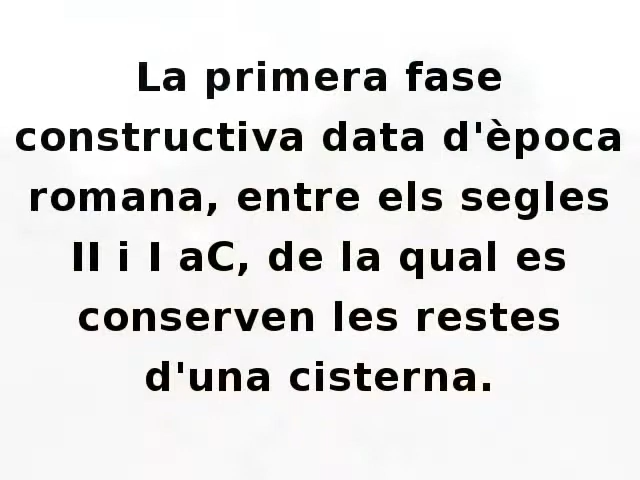 La primera fase
constructiva data d'època
romana, entre els segles
II i I aC, de la qual es
conserven les restes
d'una cisterna.